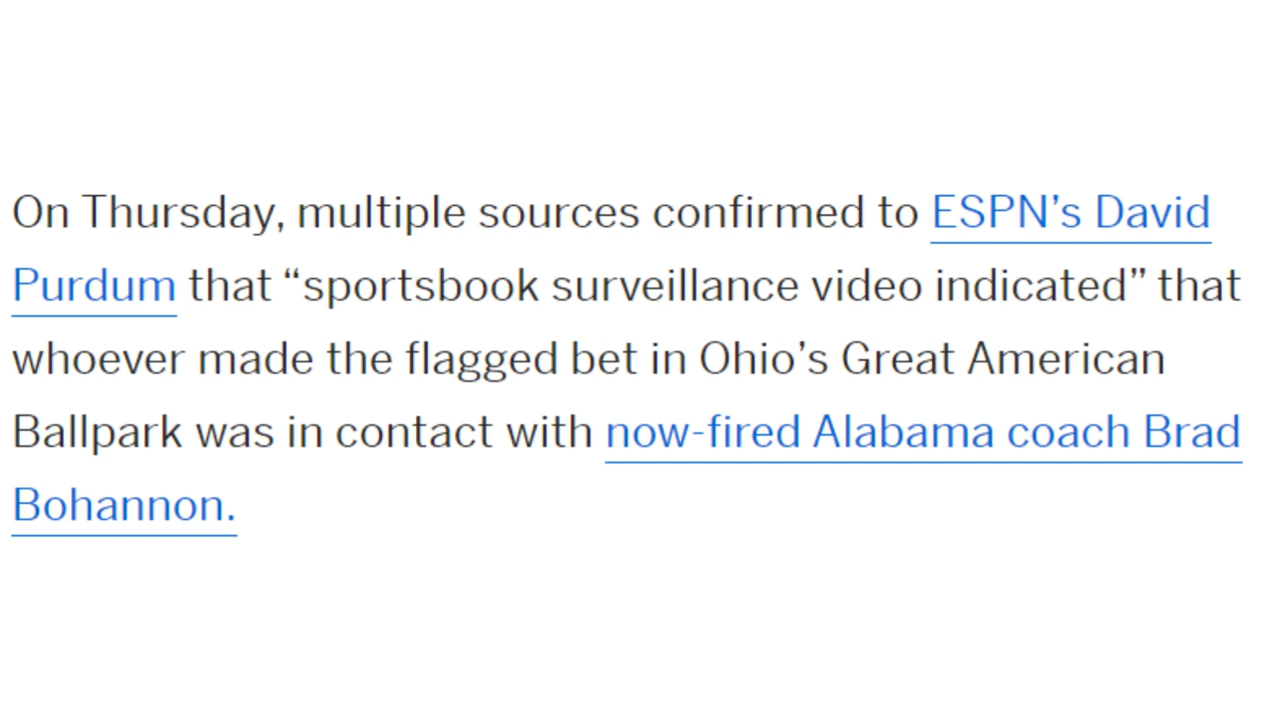 On Thursday, multiple sources confirmed to ESPN’s David
Purdum that “sportsbook surveillance video indicated” that
whoever made the flagged bet in Ohio’s Great American
Ballpark was in contact with now-fired Alabama coach Brad
Bohannon.